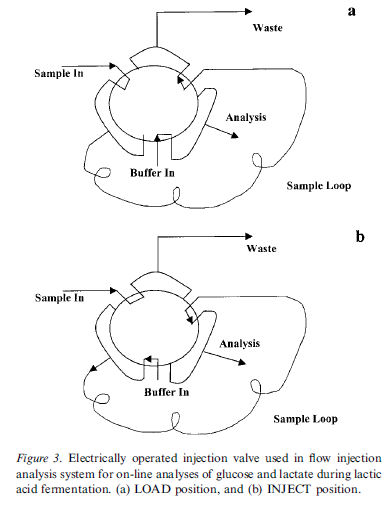 a
Waste
Sample In
Analysis
Buffer In
Sample Loop
b
Waste
Sample In
Analysis
Buffer In
Sample Loop
Figure 3. Electrically operated injection valve used in flow injection
analysis system for on-line analyses of glucose and lactate during lactic
acid fermentation. (a) LOAD position, and (b) INJECT position.